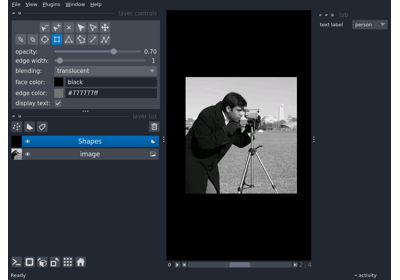 File View Plugins Window Help
layer controls
opacity: 0.70
edge width: 1
blending: translucent
face color: black
edge color: #777777ff
display text:
layer list
Shapes
image
text label person
0
2 4
Ready
activity